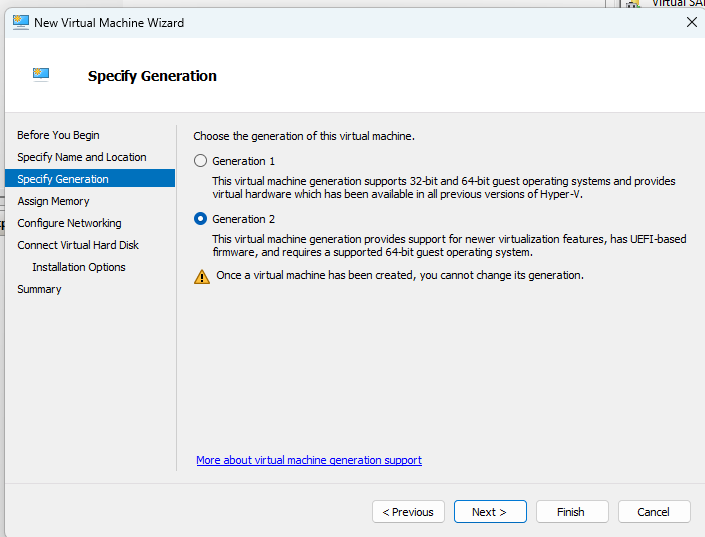 Virtual SA
New Virtual Machine Wizard
Specify Generation
Before You Begin
Specify Name and Location
Specify Generation
Assign Memory
Configure Networking
Connect Virtual Hard Disk
Installation Options
Summary
Choose the generation of this virtual machine.
Generation 1
This virtual machine generation supports 32-bit and 64-bit guest operating systems and provides
virtual hardware which has been available in all previous versions of Hyper-V.
Generation 2
This virtual machine generation provides support for newer virtualization features, has UEFI-based
firmware, and requires a supported 64-bit guest operating system.
Once a virtual machine has been created, you cannot change its generation.
More about virtual machine generation support
< Previous
Next >
Finish
Cancel